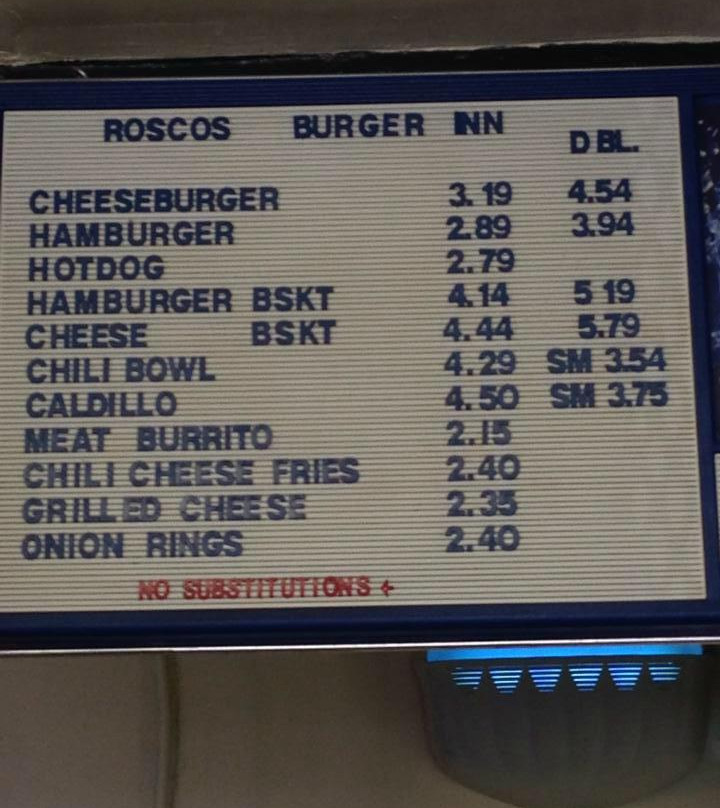 ROSCOS BURGER INN
DBL.
CHEESEBURGER 3.19 4.54
HAMBURGER 2.89 3.94
HOTDOG 2.79
HAMBURGER BSKT 4.14 5 19
CHEESE BSKT 4.44 5.79
CHILI BOWL 4.29 SM 3.54
CALDILLO 4.50 SM 3.75
MEAT BURRITO 2.15
CHILI CHEESE FRIES 2.40
GRILLED CHEESE 2.35
ONION RINGS 2.40
NO SUBSTITUTIONS